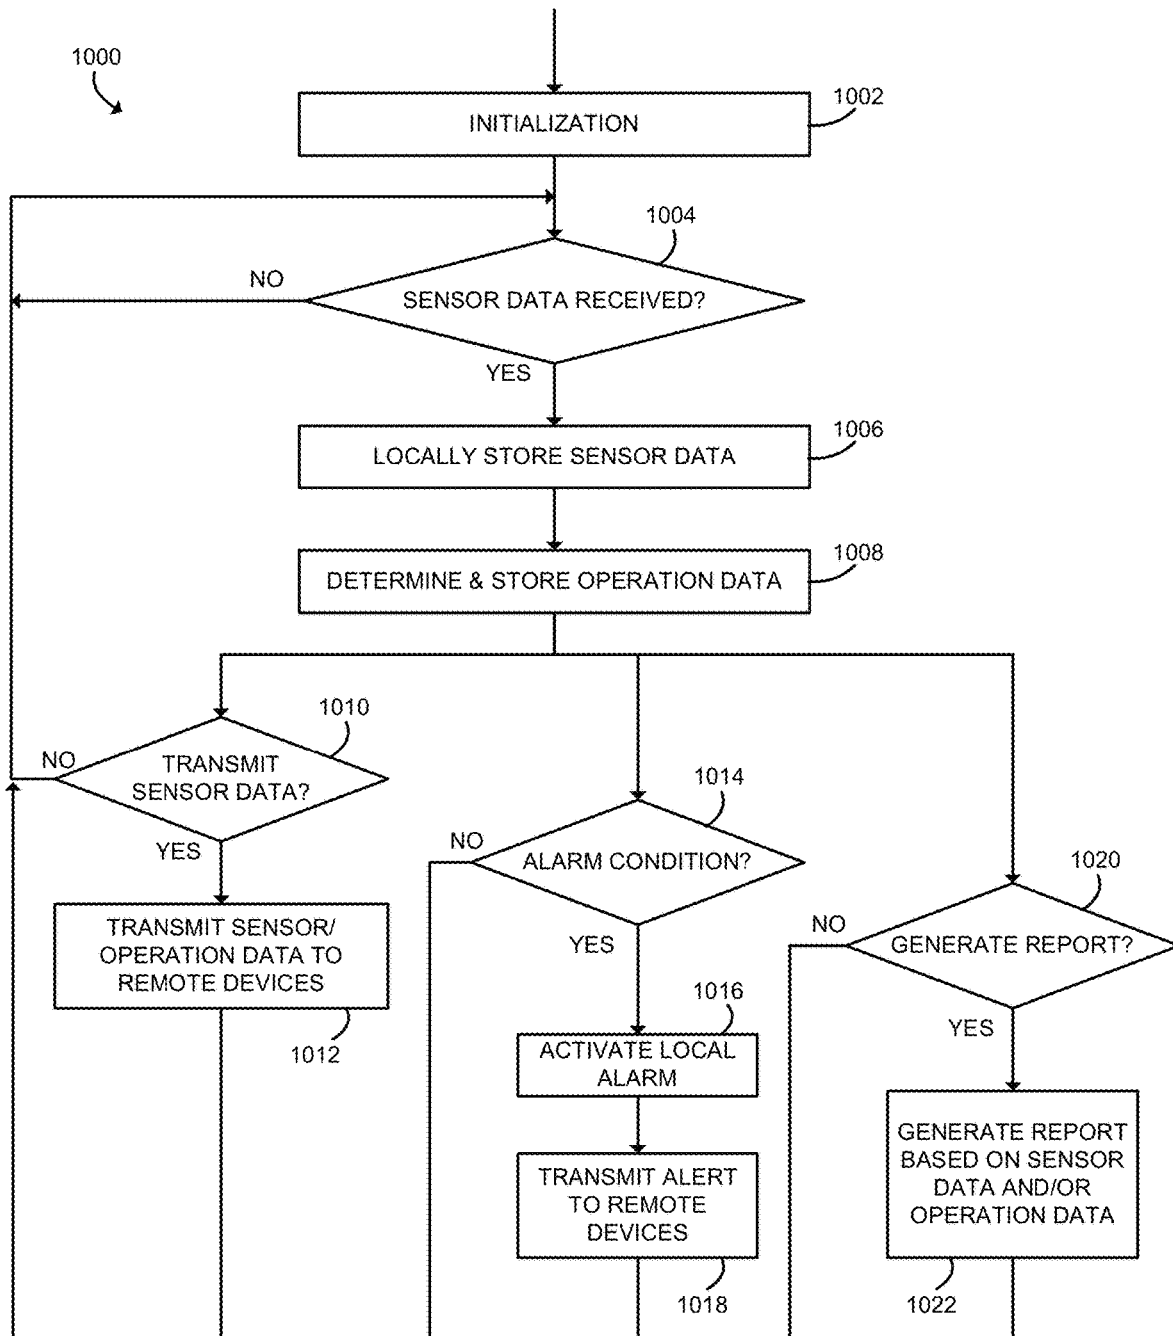 1000
1002
INITIALIZATION
1004
NO
SENSOR DATA RECEIVED?
YES
1006
LOCALLY STORE SENSOR DATA
1008
DETERMINE & STORE OPERATION DATA
1010
NO
TRANSMIT
SENSOR DATA?
YES
TRANSMIT SENSOR/
OPERATION DATA TO
REMOTE DEVICES
1012
1014
NO
ALARM CONDITION?
YES
1016
ACTIVATE LOCAL
ALARM
TRANSMIT ALERT
TO REMOTE
DEVICES
1018
1020
NO
GENERATE REPORT?
YES
GENERATE REPORT
BASED ON SENSOR
DATA AND/OR
OPERATION DATA
1022